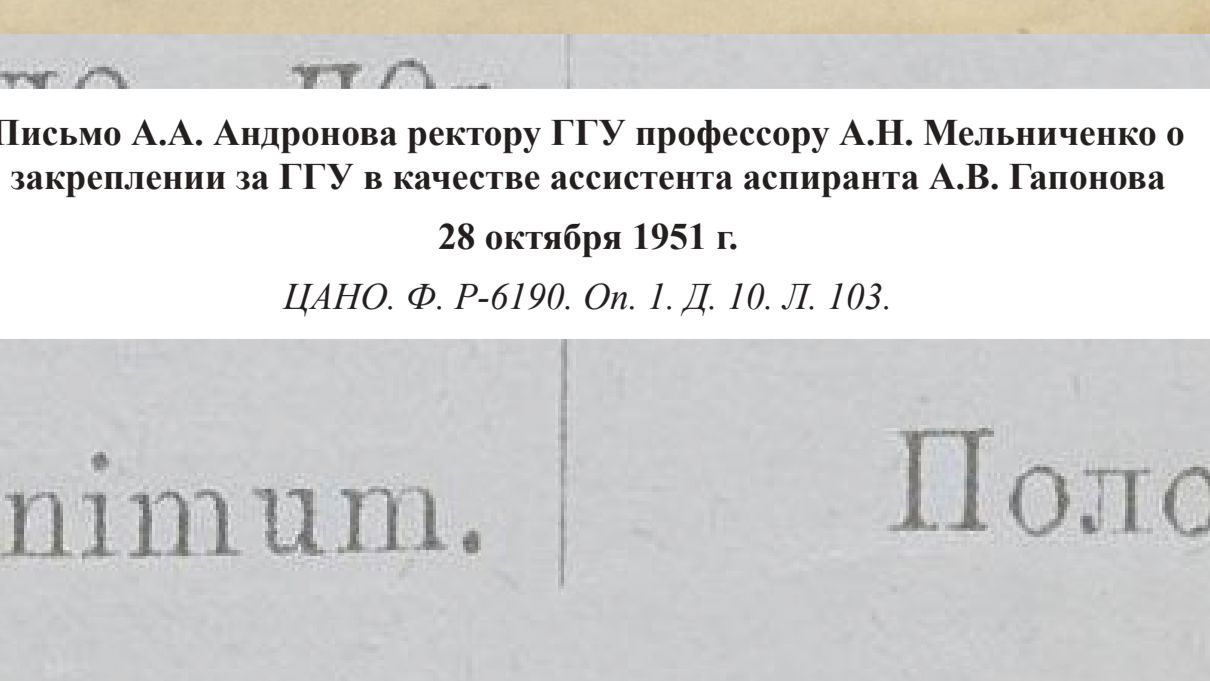 Письмо А.А. Андронова ректору ГГУ профессору А.Н. Мельниченко о
закреплении за ГГУ в качестве ассистента аспиранта А.В. Гапонова
28 октября 1951 г.
ЦАНО. Ф. Р-6190. Оп. 1. Д. 10. Л. 103.
nimum. Поло